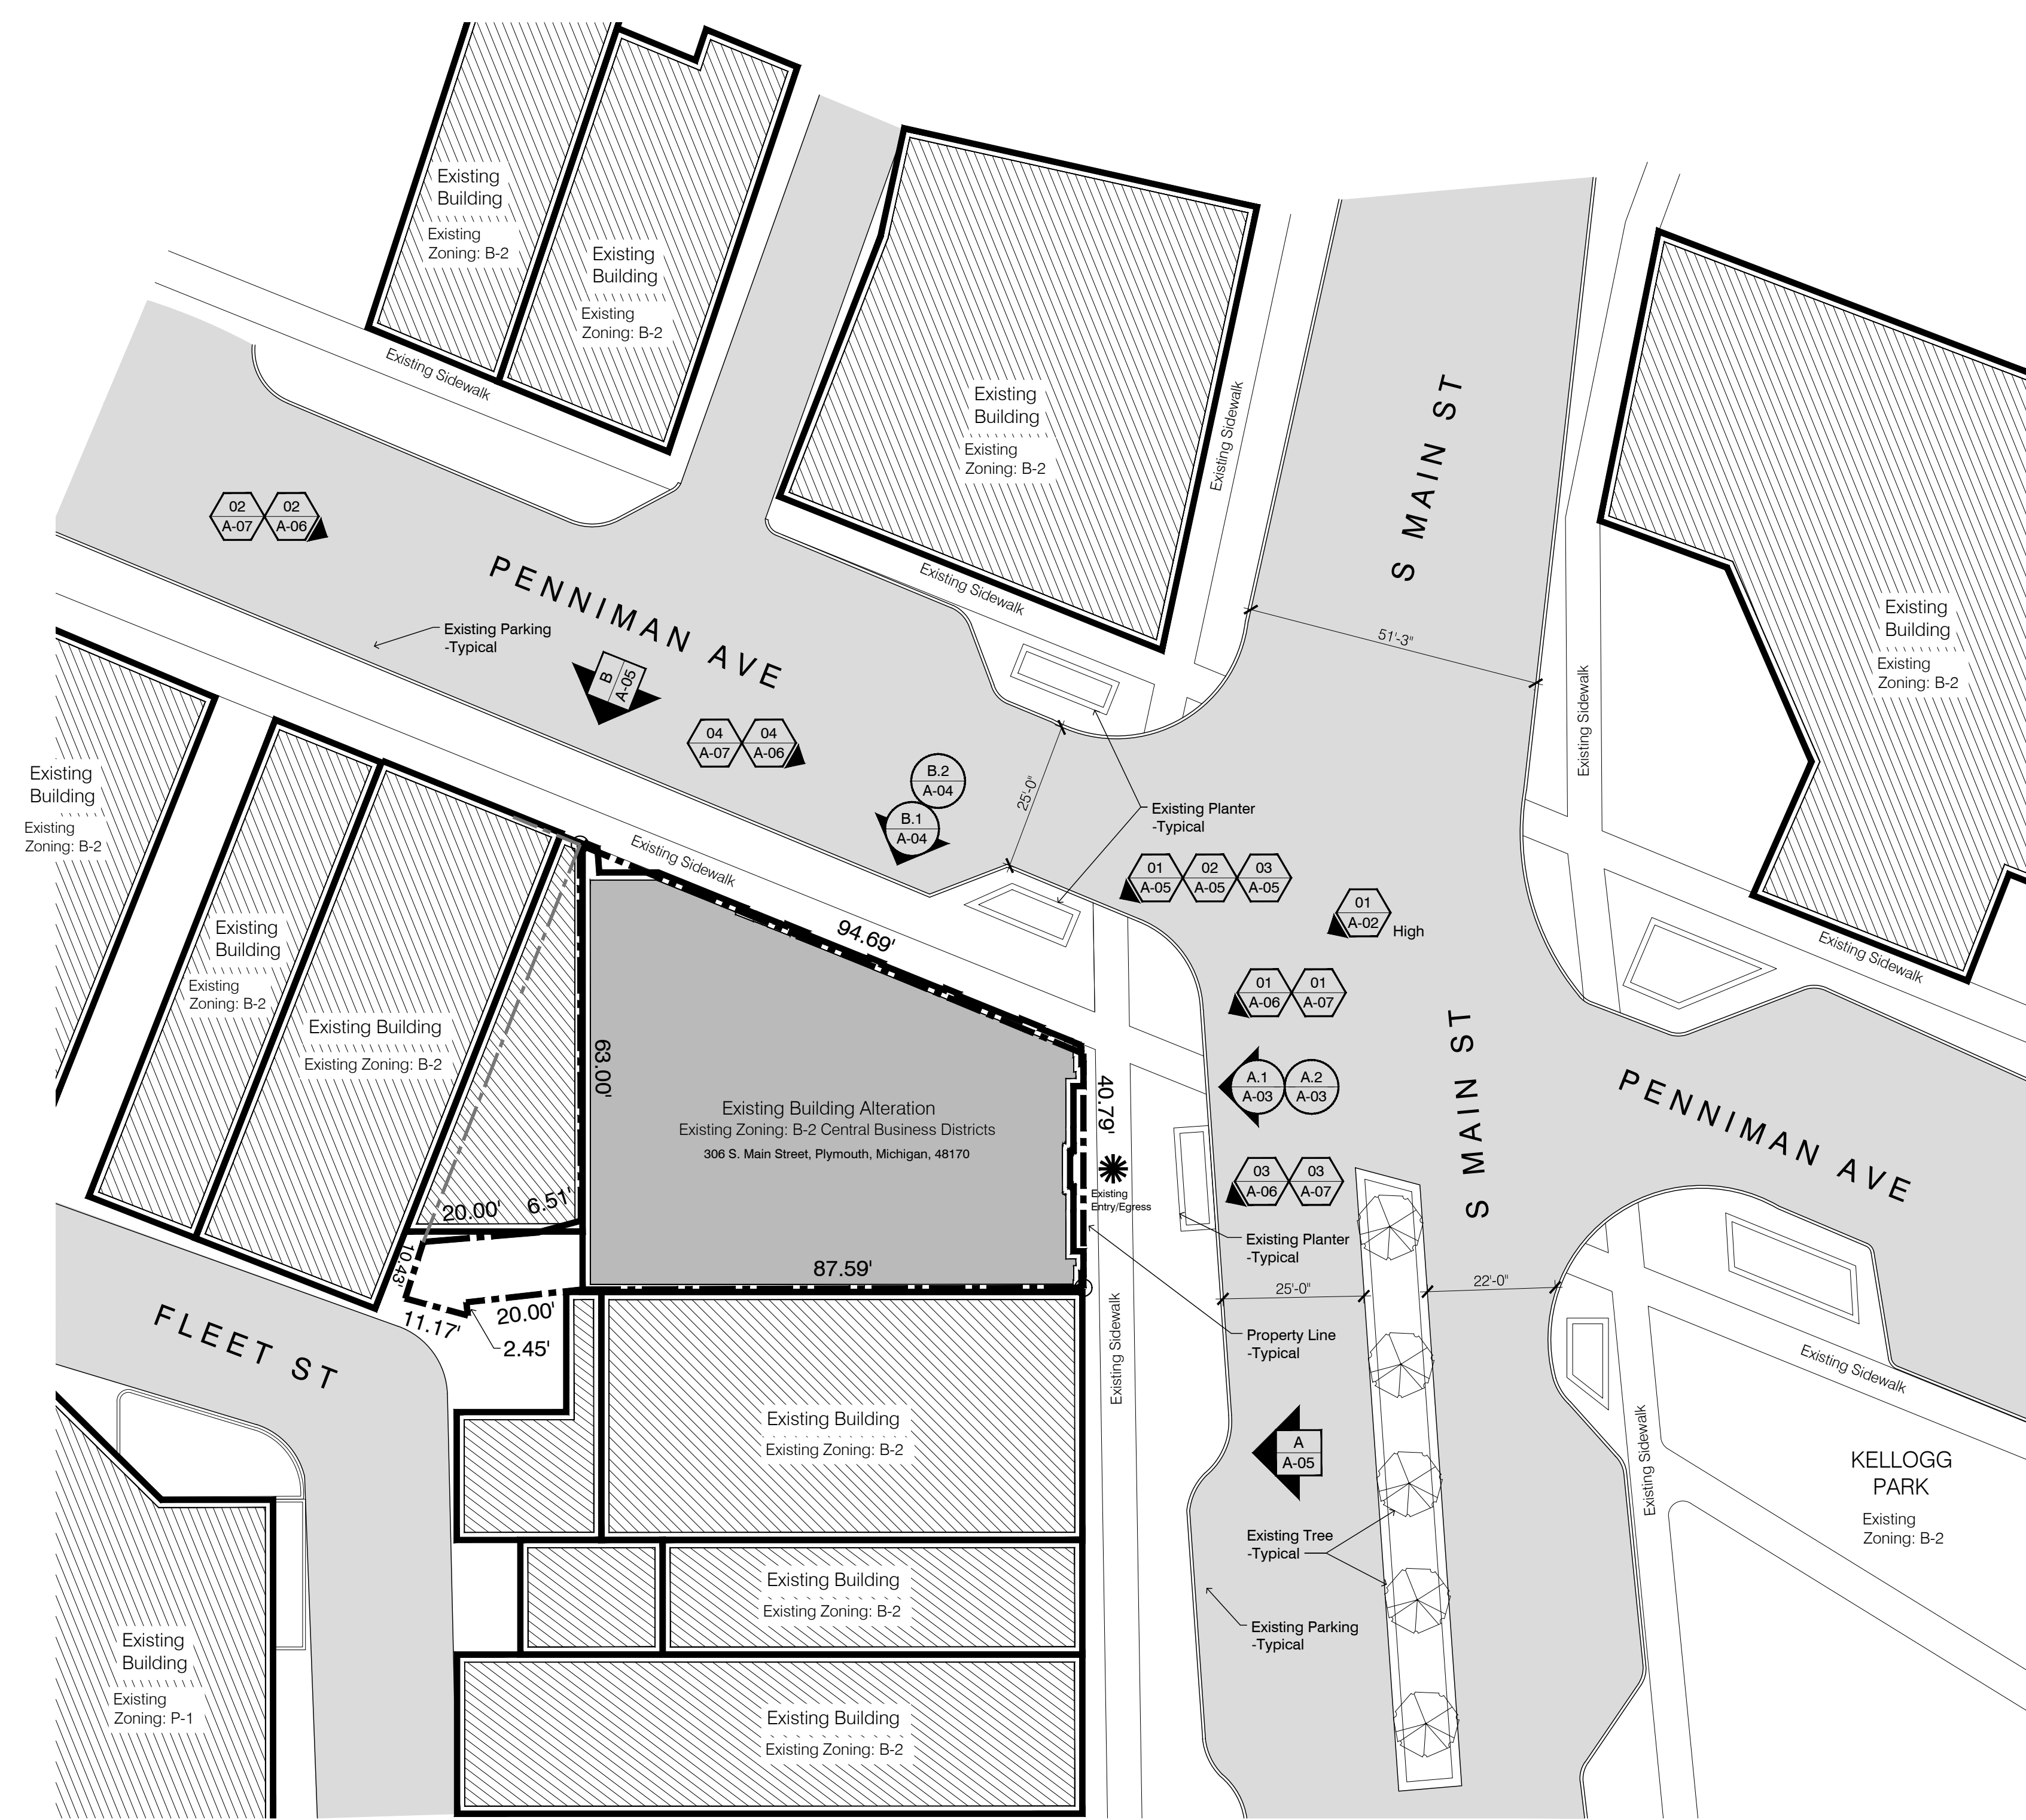 Existing
Building
Existing
Zoning: B-2
Existing
Building
Existing
Zoning: B-2
Existing Sidewalk
Existing
Building
Existing
Zoning: B-2
Existing Sidewalk
Existing Sidewalk
S MAIN ST
51'-3"
Existing
Building
Existing
Zoning: B-2
Existing Sidewalk
Existing Sidewalk
02
A-07
02
A-06
PENNIMAN AVE
Existing Parking
-Typical
B
A-05
04
A-07
04
A-06
B.2
A-04
B.1
A-04
25'-0"
Existing Planter
-Typical
01
A-05
02
A-05
03
A-05
01
A-02
High
01
A-06
01
A-07
A.1
A-03
A.2
A-03
03
A-06
03
A-07
S MAIN ST
PENNIMAN AVE
Existing
Building
Existing
Zoning: B-2
Existing
Building
Existing
Zoning: B-2
Existing Building
Existing Zoning: B-2
Existing Sidewalk
94.69'
63.00'
40.79'
Existing Building Alteration
Existing Zoning: B-2 Central Business Districts
306 S. Main Street, Plymouth, Michigan, 48170
Existing
Entry/Egress
20.00'
6.51'
10.43'
11.17'
20.00'
2.45'
87.59'
Existing Planter
-Typical
25'-0"
22'-0"
Property Line
-Typical
Existing Sidewalk
FLEET ST
Existing Building
Existing Zoning: B-2
A
A-05
Existing Tree
-Typical
Existing Sidewalk
Existing Sidewalk
KELLOGG
PARK
Existing
Zoning: B-2
Existing Building
Existing Zoning: B-2
Existing Parking
-Typical
Existing
Building
Existing
Zoning: P-1
Existing Building
Existing Zoning: B-2